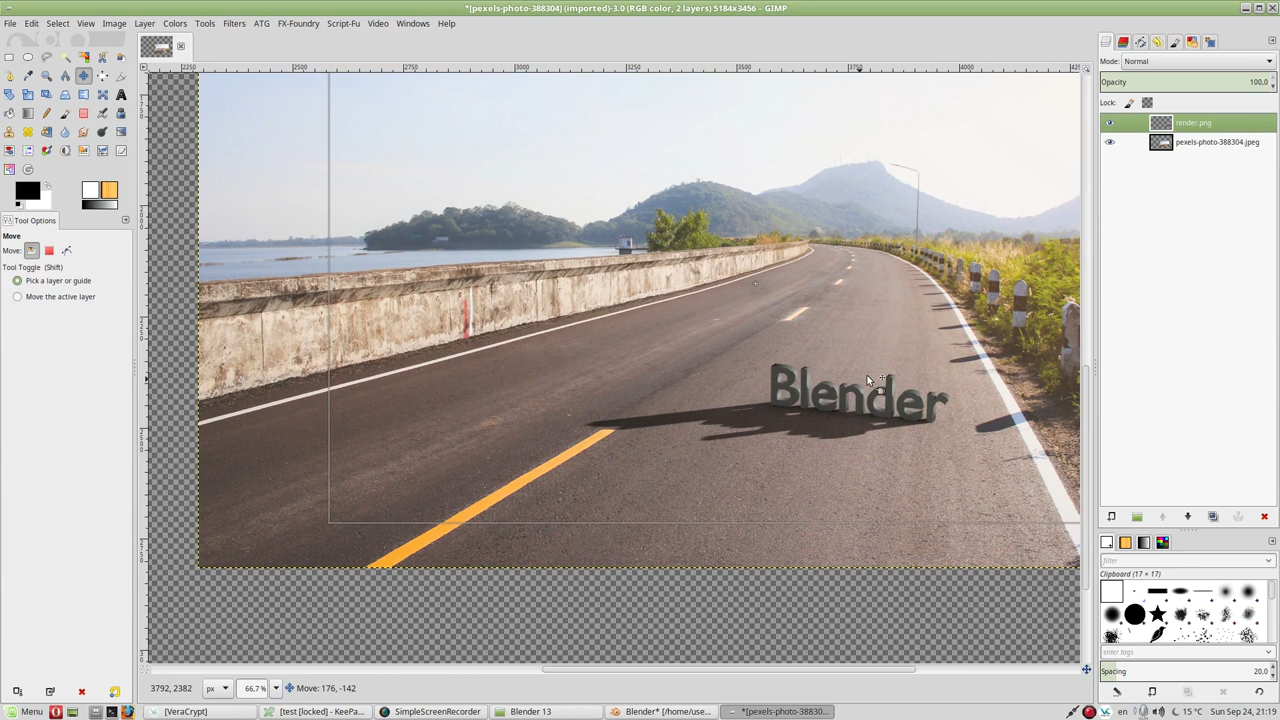 *[pexels-photo-388304] (imported)-3.0 (RGB color, 2 layers) 5184x3456 – GIMP
File Edit Select View Image Layer Colors Tools Filters ATG FX-Foundry Script-Fu Video Windows Help
2250 2500 2750 3000 3250 3500 3750 4000
Mode: Normal
Opacity 100,0
Lock:
render.png
pexels-photo-388304.jpeg
Tool Options
Move
Move:
Tool Toggle (Shift)
Pick a layer or guide
Move the active layer
Blender
filter
Clipboard (17 × 17)
enter tags
Spacing 20,0
3792, 2382 px 66,7 % Move: 176, -142
Menu [VeraCrypt] [test [locked] - KeePa... SimpleScreenRecorder Blender 13 Blender* [/home/use... *[pexels-photo-38830... en 15 °C Sun Sep 24, 21:19